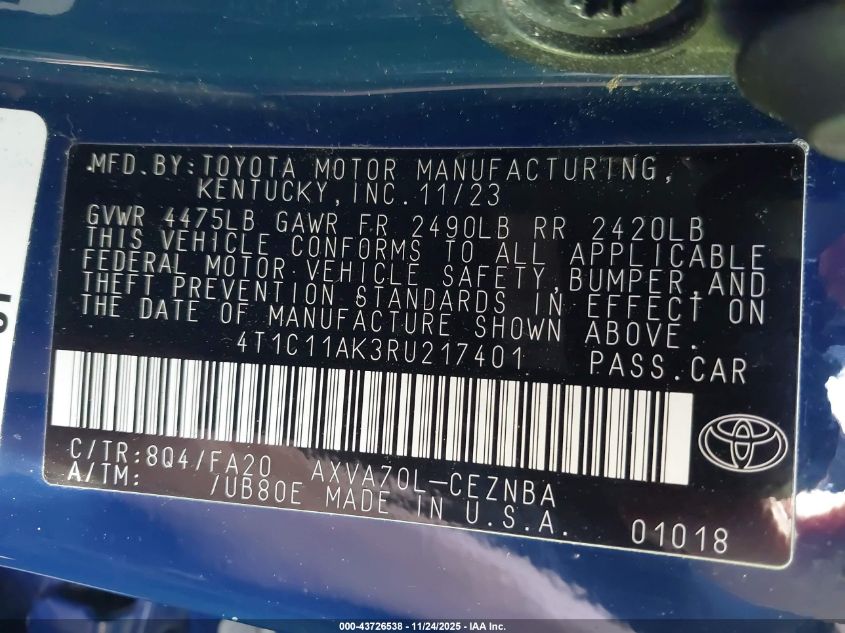 MFD. BY: TOYOTA MOTOR MANUFACTURING,
KENTUCKY, INC. 11/23
GVWR 4475LB GAWR FR 2490LB RR 2420LB
THIS VEHICLE CONFORMS TO ALL APPLICABLE
FEDERAL MOTOR VEHICLE SAFETY, BUMPER, AND
THEFT PREVENTION STANDARDS IN EFFECT ON
THE DATE OF MANUFACTURE SHOWN ABOVE.
4T1C11AK3RU217401 PASS. CAR
C/TR: 8Q4/FA20 AXVA70L-CEZNBA
A/TM: /UB80E MADE IN U.S.A.
01018
000-43726538 - 11/24/2025 - IAA Inc.